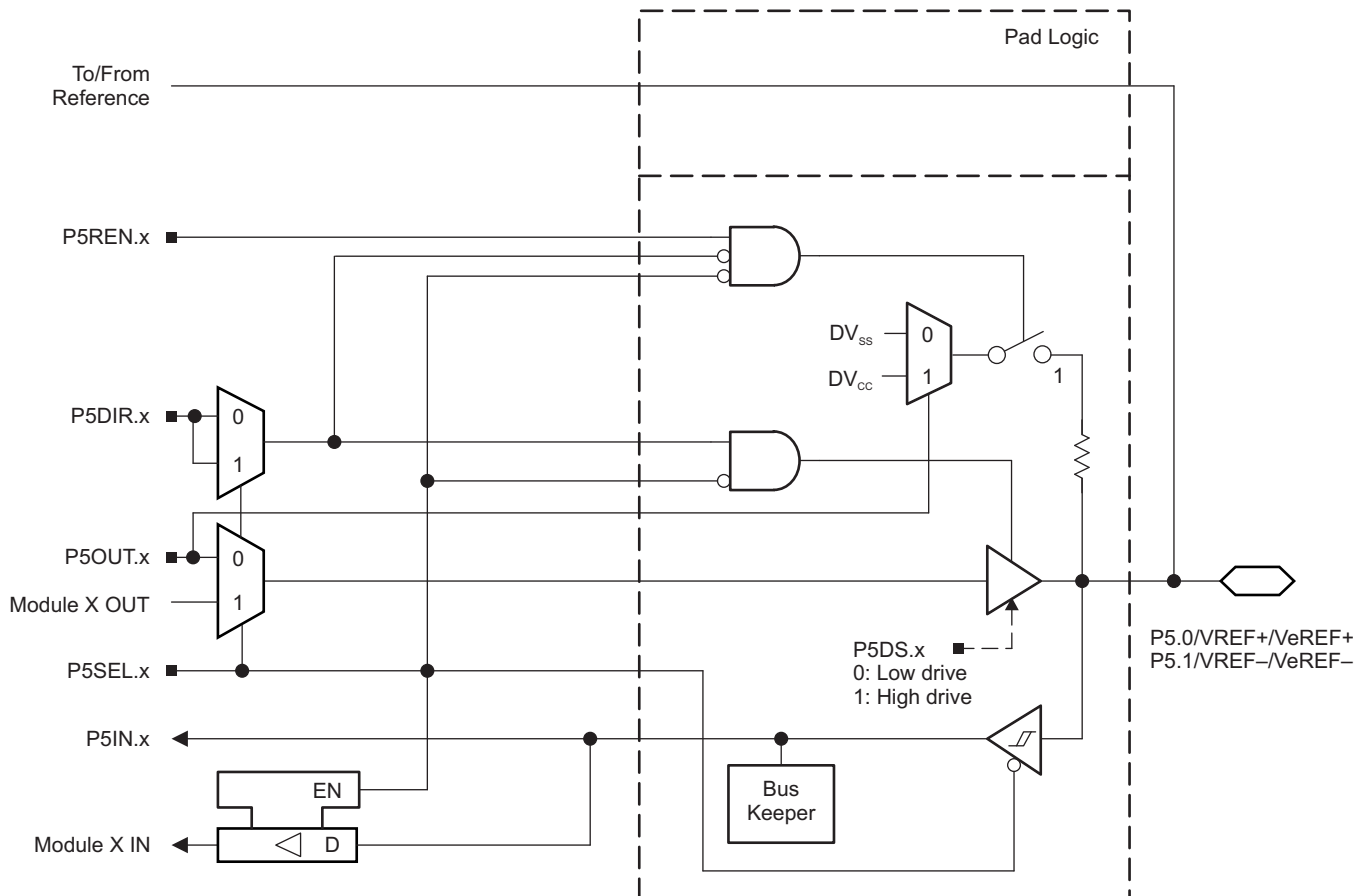 Pad Logic
To/From
Reference
P5REN.x
DVSS
0
DVCC
1
1
P5DIR.x
0
1
P5OUT.x
0
Module X OUT
1
P5SEL.x
P5DS.x
0: Low drive
1: High drive
P5.0/VREF+/VeREF+
P5.1/VREF–/VeREF–
P5IN.x
EN
Bus
Keeper
Module X IN
D